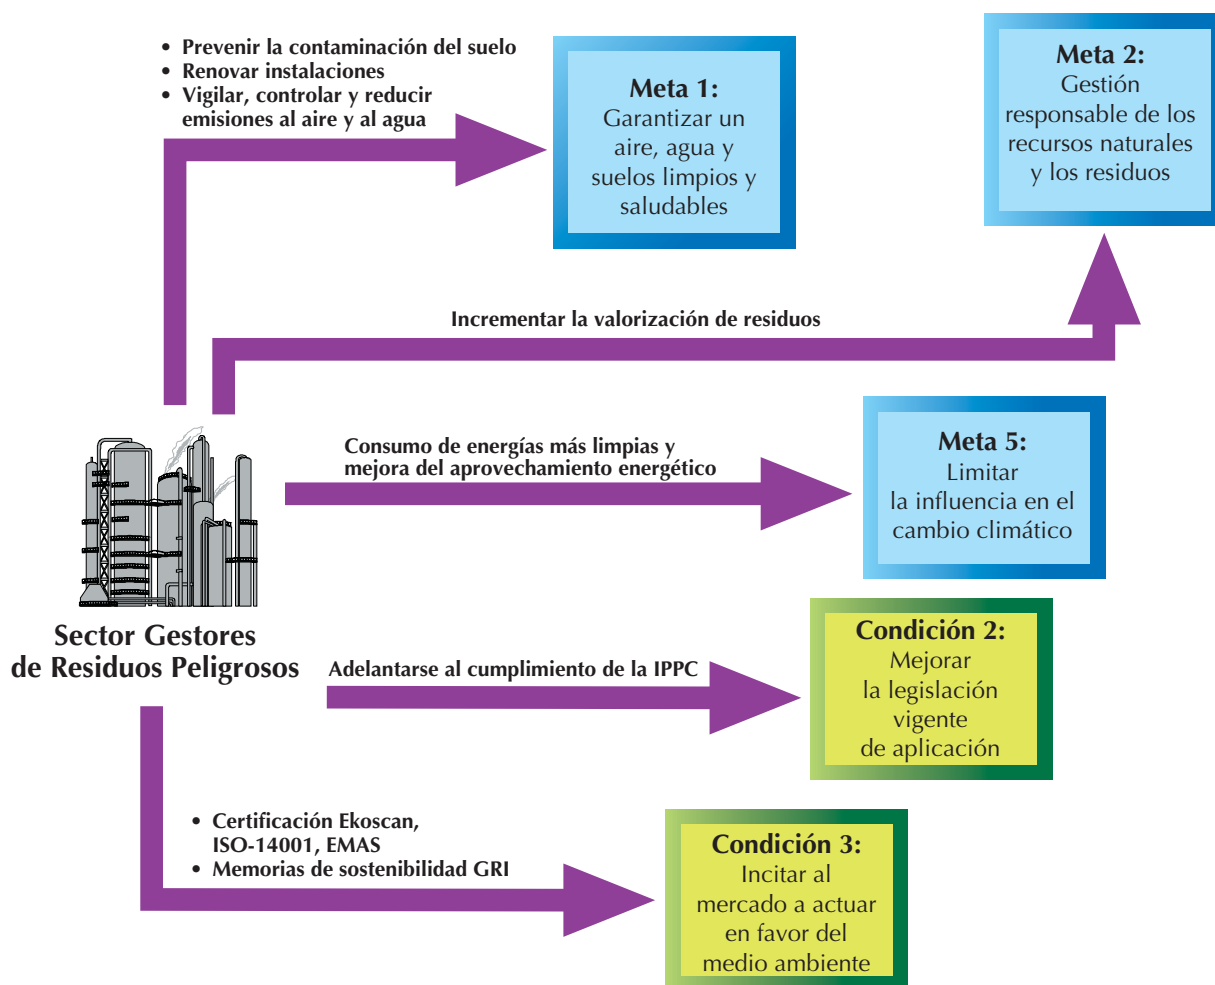 • Prevenir la contaminación del suelo
• Renovar instalaciones
• Vigilar, controlar y reducir
emisiones al aire y al agua
Meta 1:
Garantizar un
aire, agua y
suelos limpios y
saludables
Meta 2:
Gestión
responsable de los
recursos naturales
y los residuos
Incrementar la valorización de residuos
Consumo de energías más limpias y
mejora del aprovechamiento energético
Meta 5:
Limitar
la influencia en el
cambio climático
Sector Gestores
de Residuos Peligrosos
Adelantarse al cumplimiento de la IPPC
Condición 2:
Mejorar
la legislación
vigente
de aplicación
• Certificación Ekoscan,
ISO-14001, EMAS
• Memorias de sostenibilidad GRI
Condición 3:
Incitar al
mercado a actuar
en favor del
medio ambiente